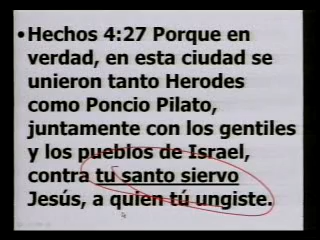 •Hechos 4:27 Porque en
verdad, en esta ciudad se
unieron tanto Herodes
como Poncio Pilato,
juntamente con los gentiles
y los pueblos de Israel,
contra tu santo siervo
Jesús, a quien tú ungiste.